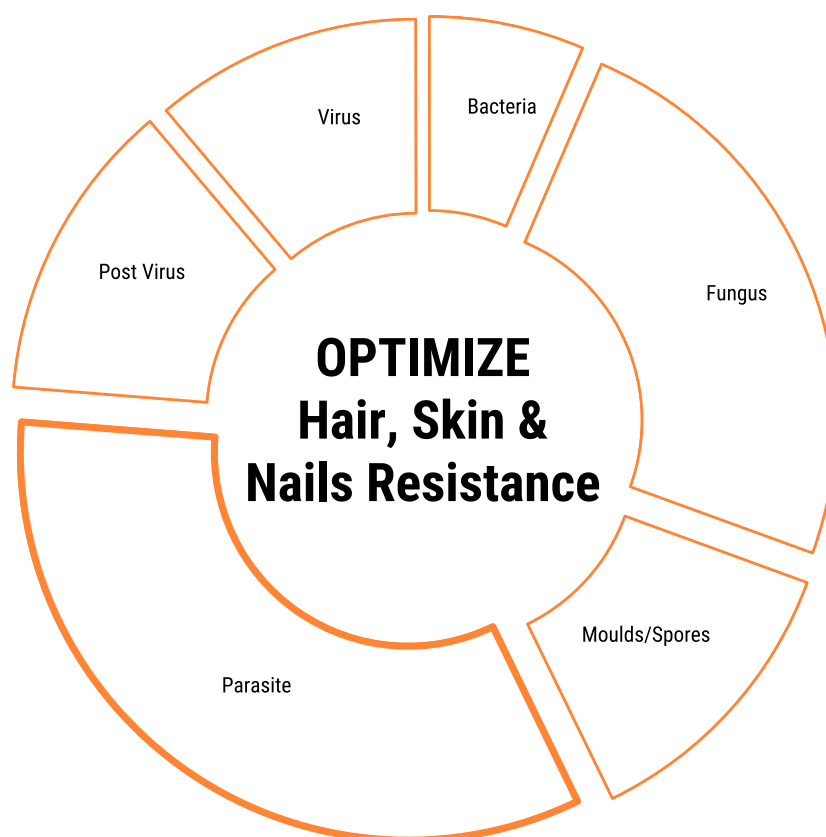 Virus
Bacteria
Post Virus
Fungus
OPTIMIZE
Hair, Skin &
Nails Resistance
Moulds/Spores
Parasite